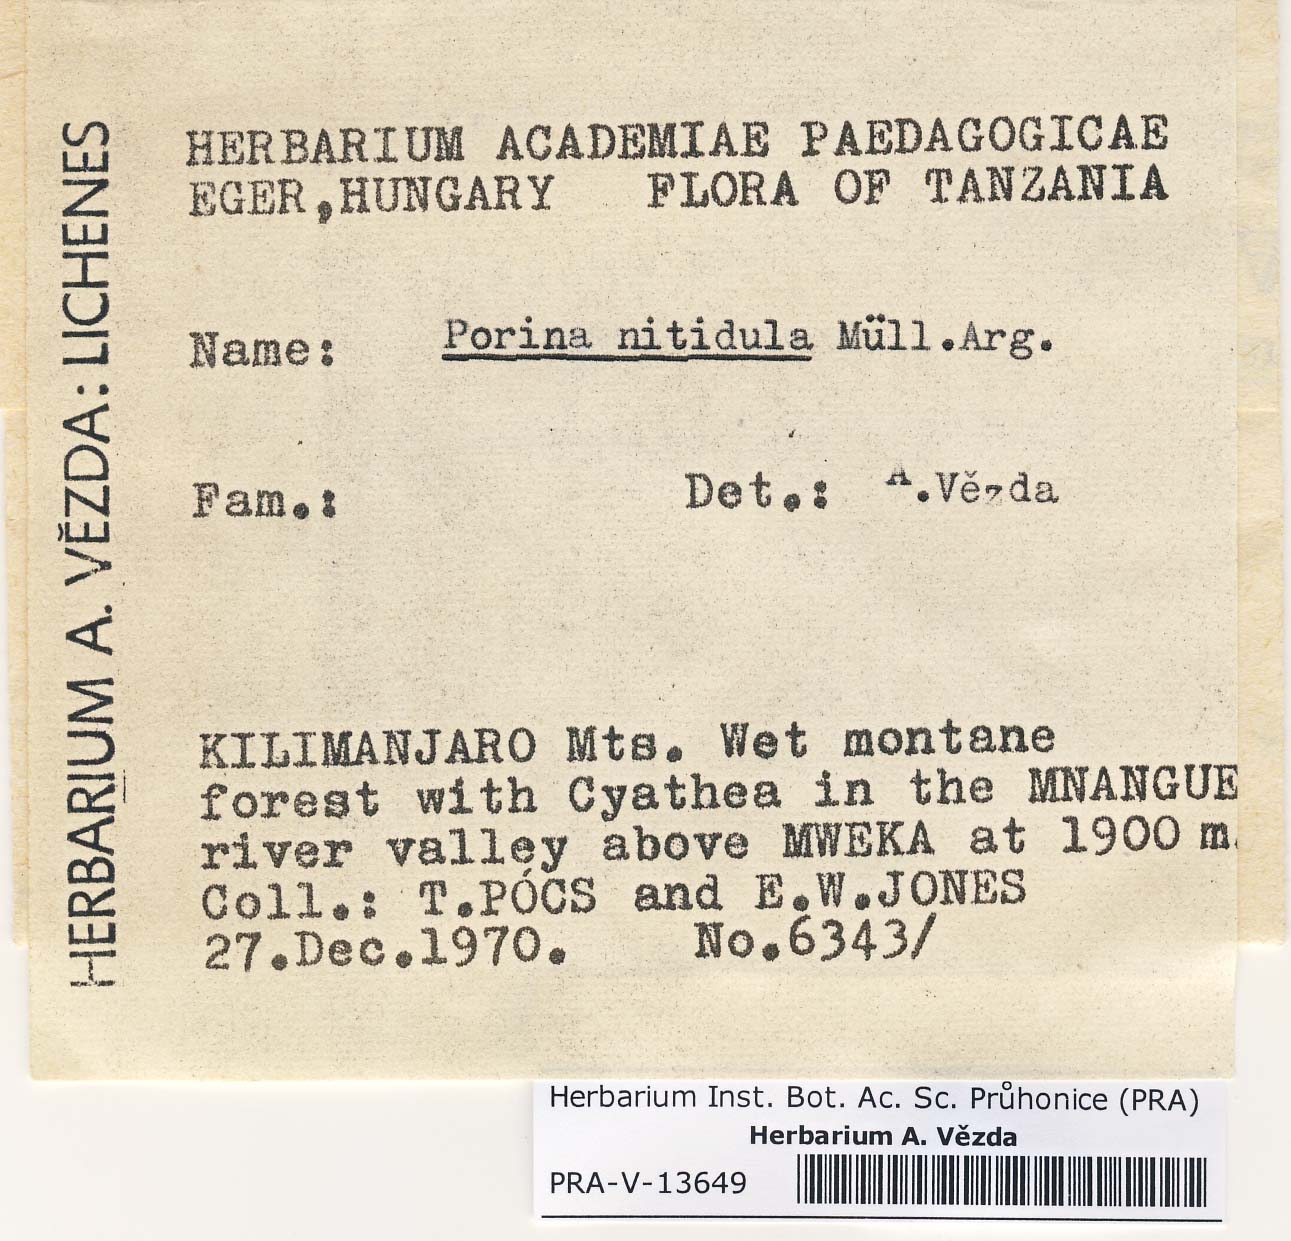 HERBARIUM A. VĚZDA: LICHENES
HERBARIUM ACADEMIAE PAEDAGOGICAE
EGER,HUNGARY FLORA OF TANZANIA
Name: Porina nitidula Müll.Arg.
Fam.: Det.: A.Vězda
KILIMANJARO Mts. Wet montane
forest with Cyathea in the MNANGUE
river valley above MWEKA at 1900 m.
Coll.: T.PÓCS and E.W.JONES
27.Dec.1970. No.6343/
Herbarium Inst. Bot. Ac. Sc. Průhonice (PRA)
Herbarium A. Vězda
PRA-V-13649